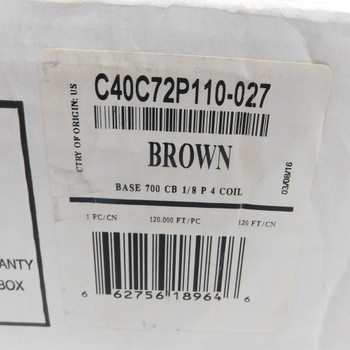 C40C72P110-027
CTRY OF ORIGIN: US
BROWN
BASE 700 CB 1/8 P 4 COIL
03/08/16
1 PC/CN 120.000 FT/PC 120 FT/CN
6 62756 18964 6
ANTY
BOX